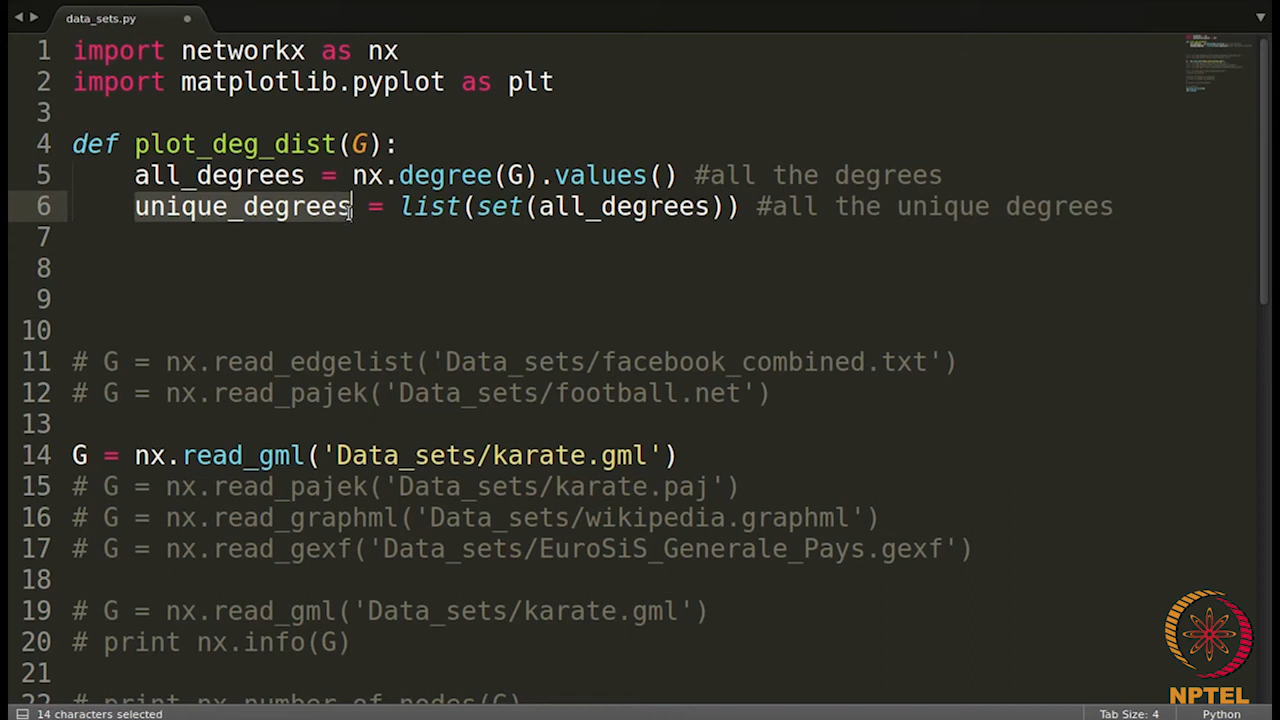 data_sets.py
1 import networkx as nx
2 import matplotlib.pyplot as plt
3
4 def plot_deg_dist(G):
5 all_degrees = nx.degree(G).values() #all the degrees
6 unique_degrees = list(set(all_degrees)) #all the unique degrees
7
8
9
10
11 # G = nx.read_edgelist('Data_sets/facebook_combined.txt')
12 # G = nx.read_pajek('Data_sets/football.net')
13
14 G = nx.read_gml('Data_sets/karate.gml')
15 # G = nx.read_pajek('Data_sets/karate.paj')
16 # G = nx.read_graphml('Data_sets/wikipedia.graphml')
17 # G = nx.read_gexf('Data_sets/EuroSiS_Generale_Pays.gexf')
18
19 # G = nx.read_gml('Data_sets/karate.gml')
20 # print nx.info(G)
21
22 # print nx.number_of_nodes(G)
NPTEL
14 characters selected
Tab Size: 4
Python